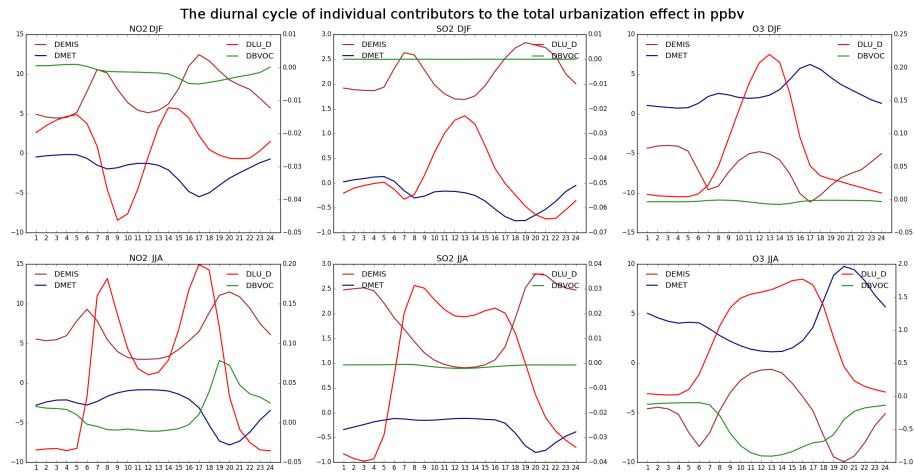 The diurnal cycle of individual contributors to the total urbanization effect in ppbv
NO2 DJF
SO2 DJF
O3 DJF
15 DEMIS DMET DLU_D DBVOC 0.01
10 0.00
5 -0.01
0 -0.02
-5 -0.03
-0.04
-10 -0.05
1 2 3 4 5 6 7 8 9 10 11 12 13 14 15 16 17 18 19 20 21 22 23 24
3.0 DEMIS DMET DLU_D DBVOC 0.01
2.5 0.00
2.0 -0.01
1.5 -0.02
1.0 -0.03
0.5 -0.04
0.0 -0.05
-0.5 -0.06
-1.0 -0.07
1 2 3 4 5 6 7 8 9 10 11 12 13 14 15 16 17 18 19 20 21 22 23 24
10 DEMIS DMET DLU_D DBVOC 0.25
5 0.20
0 0.15
-5 0.10
-10 0.05
-15 0.00
-0.05
1 2 3 4 5 6 7 8 9 10 11 12 13 14 15 16 17 18 19 20 21 22 23 24
NO2 JJA
SO2 JJA
O3 JJA
15 DEMIS DMET DLU_D DBVOC 0.20
10 0.15
5 0.10
0 0.05
-5 0.00
-10 -0.05
1 2 3 4 5 6 7 8 9 10 11 12 13 14 15 16 17 18 19 20 21 22 23 24
3.0 DEMIS DMET DLU_D DBVOC 0.04
2.5 0.03
2.0 0.02
1.5 0.01
1.0 0.00
0.5 -0.01
0.0 -0.02
-0.5 -0.03
-1.0 -0.04
1 2 3 4 5 6 7 8 9 10 11 12 13 14 15 16 17 18 19 20 21 22 23 24
10 DEMIS DMET DLU_D DBVOC 2.0
5 1.5
0 1.0
-5 0.5
-10 0.0
-0.5
-1.0
1 2 3 4 5 6 7 8 9 10 11 12 13 14 15 16 17 18 19 20 21 22 23 24